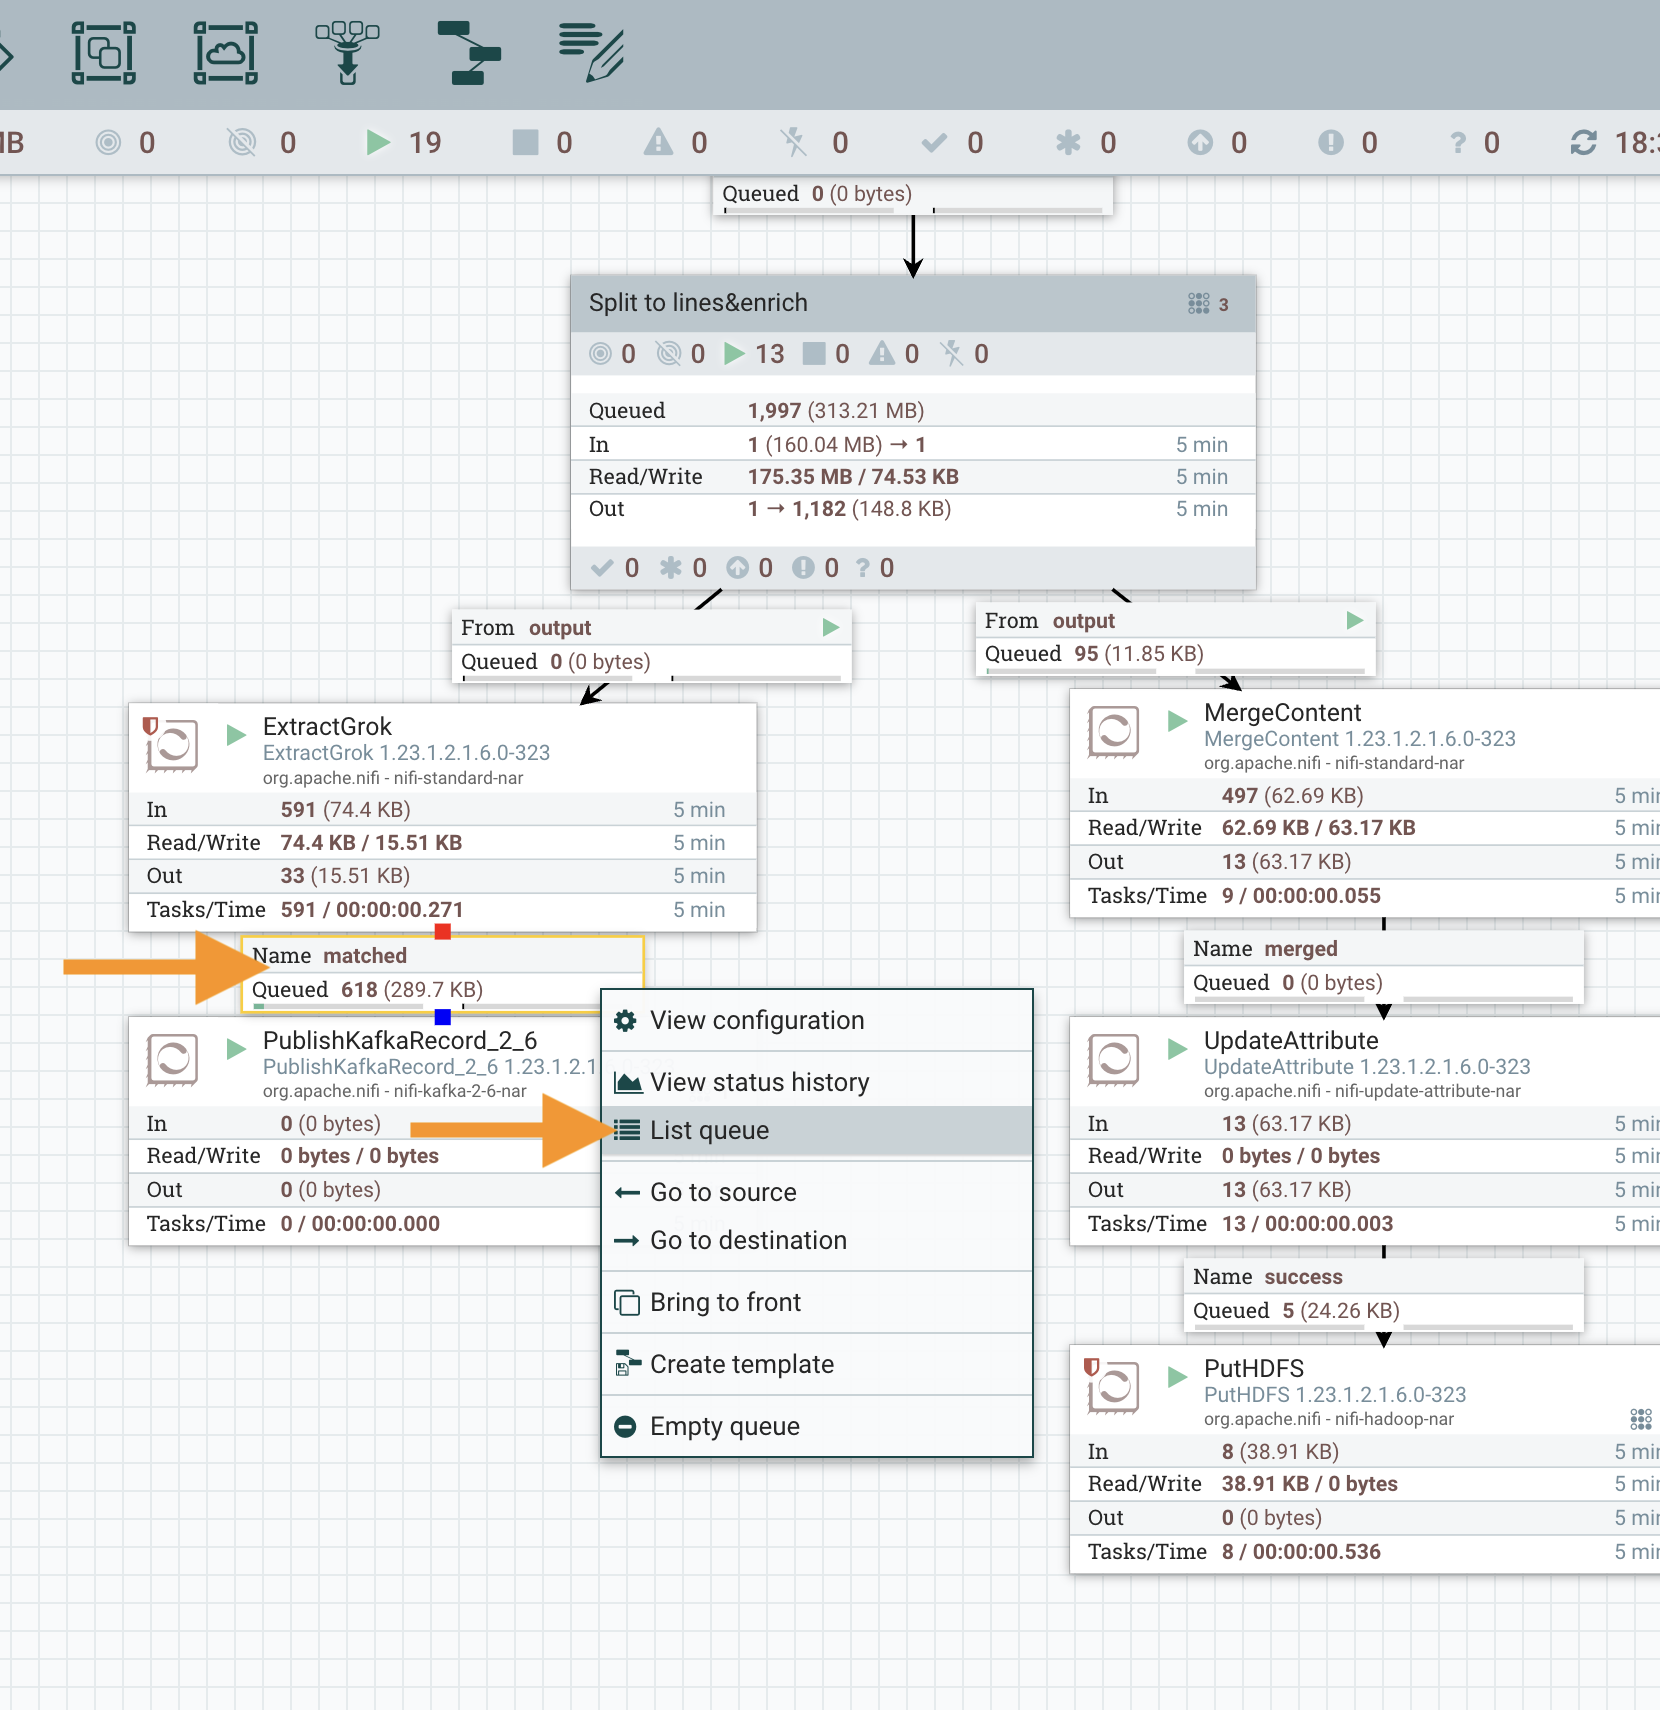 MB 0 0 19 0 0 0 0 0 0 0 ? 0
Queued 0 (0 bytes)
Split to lines&enrich 3
0 0 13 0 0 0
Queued 1,997 (313.21 MB)
In 1 (160.04 MB) → 1 5 min
Read/Write 175.35 MB / 74.53 KB 5 min
Out 1 → 1,182 (148.8 KB) 5 min
0 0 0 0 ? 0
From output
Queued 0 (0 bytes)
From output
Queued 95 (11.85 KB)
ExtractGrok
ExtractGrok 1.23.1.2.1.6.0-323
org.apache.nifi - nifi-standard-nar
In 591 (74.4 KB) 5 min
Read/Write 74.4 KB / 15.51 KB 5 min
Out 33 (15.51 KB) 5 min
Tasks/Time 591 / 00:00:00.271 5 min
Name matched
Queued 618 (289.7 KB)
PublishKafkaRecord_2_6
PublishKafkaRecord_2_6 1.23.1.2.1
org.apache.nifi - nifi-kafka-2-6-nar
In 0 (0 bytes)
Read/Write 0 bytes / 0 bytes
Out 0 (0 bytes)
Tasks/Time 0 / 00:00:00.000
View configuration
View status history
List queue
Go to source
Go to destination
Bring to front
Create template
Empty queue
MergeContent
MergeContent 1.23.1.2.1.6.0-323
org.apache.nifi - nifi-standard-nar
In 497 (62.69 KB) 5 min
Read/Write 62.69 KB / 63.17 KB 5 min
Out 13 (63.17 KB) 5 min
Tasks/Time 9 / 00:00:00.055 5 min
Name merged
Queued 0 (0 bytes)
UpdateAttribute
UpdateAttribute 1.23.1.2.1.6.0-323
org.apache.nifi - nifi-update-attribute-nar
In 13 (63.17 KB) 5 min
Read/Write 0 bytes / 0 bytes 5 min
Out 13 (63.17 KB) 5 min
Tasks/Time 13 / 00:00:00.003 5 min
Name success
Queued 5 (24.26 KB)
PutHDFS
PutHDFS 1.23.1.2.1.6.0-323
org.apache.nifi - nifi-hadoop-nar
In 8 (38.91 KB) 5 min
Read/Write 38.91 KB / 0 bytes 5 min
Out 0 (0 bytes) 5 min
Tasks/Time 8 / 00:00:00.536 5 min